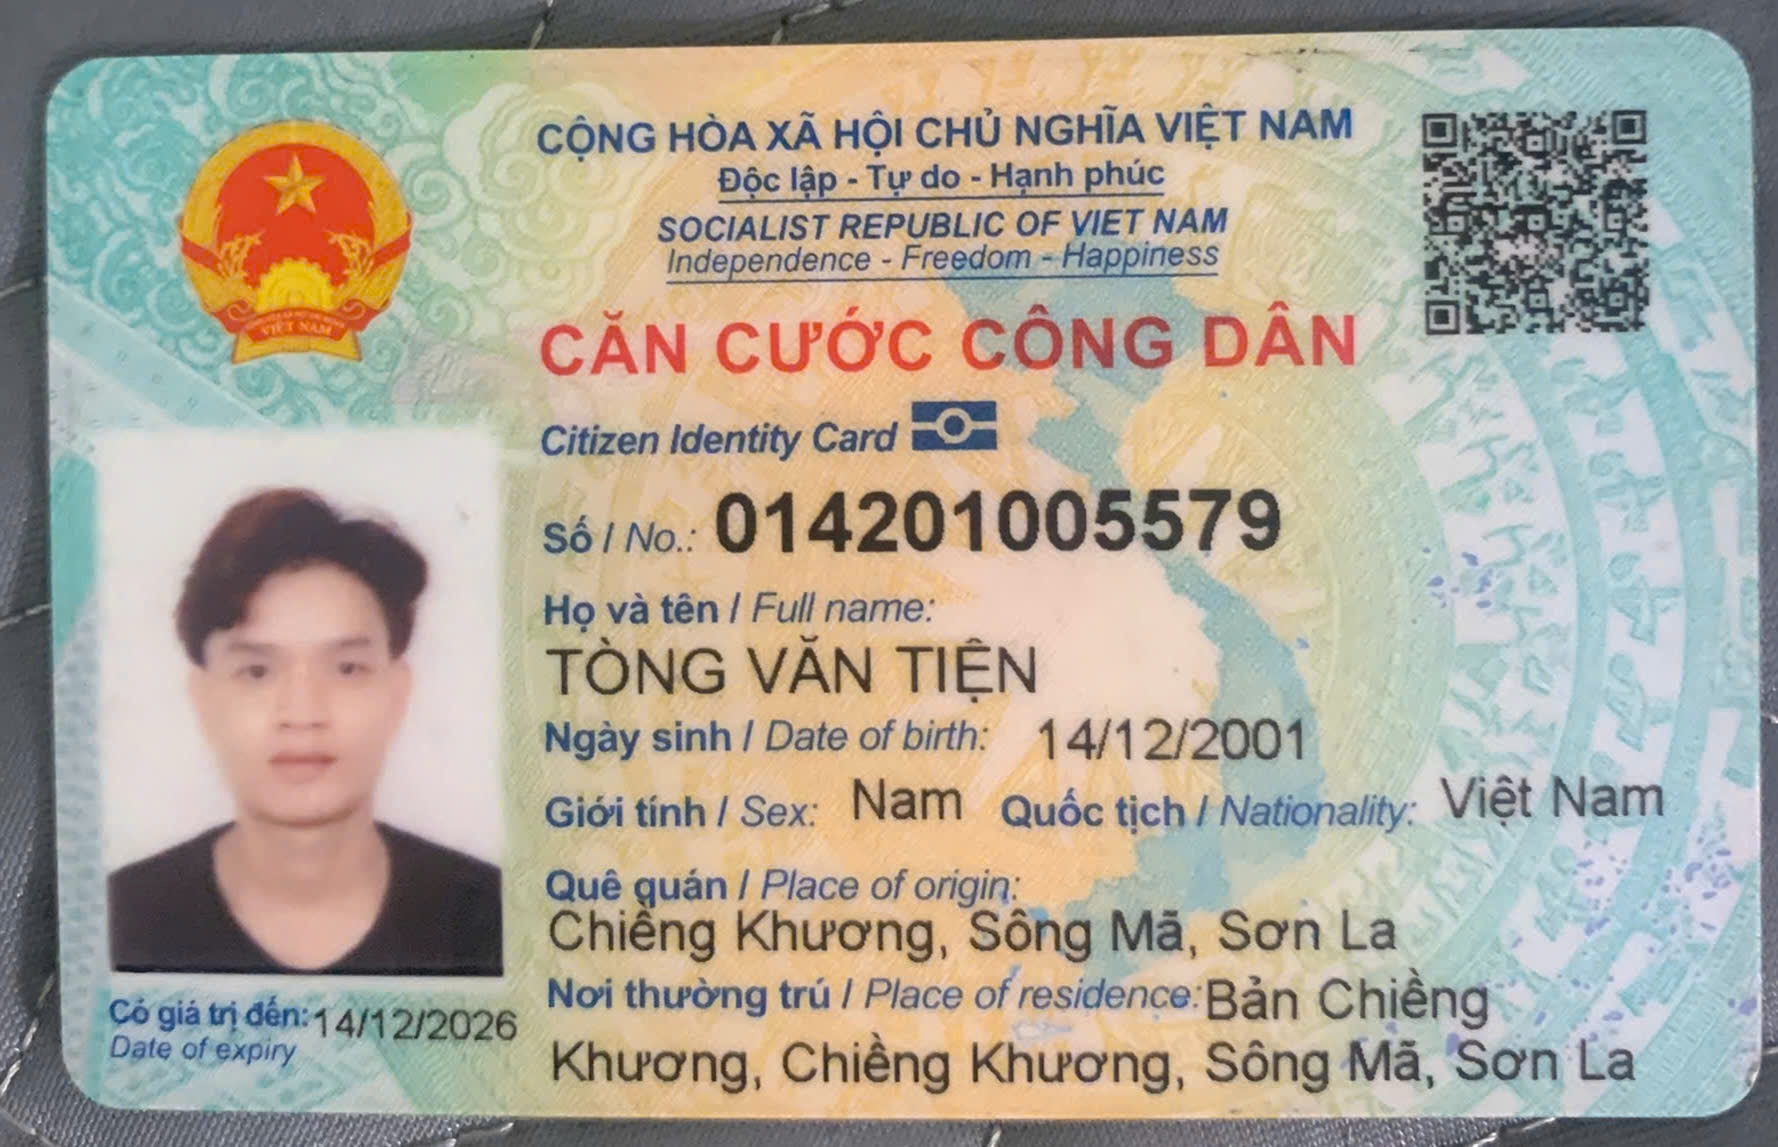 CỘNG HÒA XÃ HỘI CHỦ NGHĨA VIỆT NAM
Độc lập - Tự do - Hạnh phúc
SOCIALIST REPUBLIC OF VIET NAM
Independence - Freedom - Happiness
VIỆT NAM
CĂN CƯỚC CÔNG DÂN
Citizen Identity Card
Số / No.: 014201005579
Họ và tên / Full name:
TÒNG VĂN TIỆN
Ngày sinh / Date of birth: 14/12/2001
Giới tính / Sex: Nam Quốc tịch / Nationality: Việt Nam
Quê quán / Place of origin:
Chiềng Khương, Sông Mã, Sơn La
Nơi thường trú / Place of residence: Bản Chiềng
Khương, Chiềng Khương, Sông Mã, Sơn La
Có giá trị đến: 14/12/2026
Date of expiry